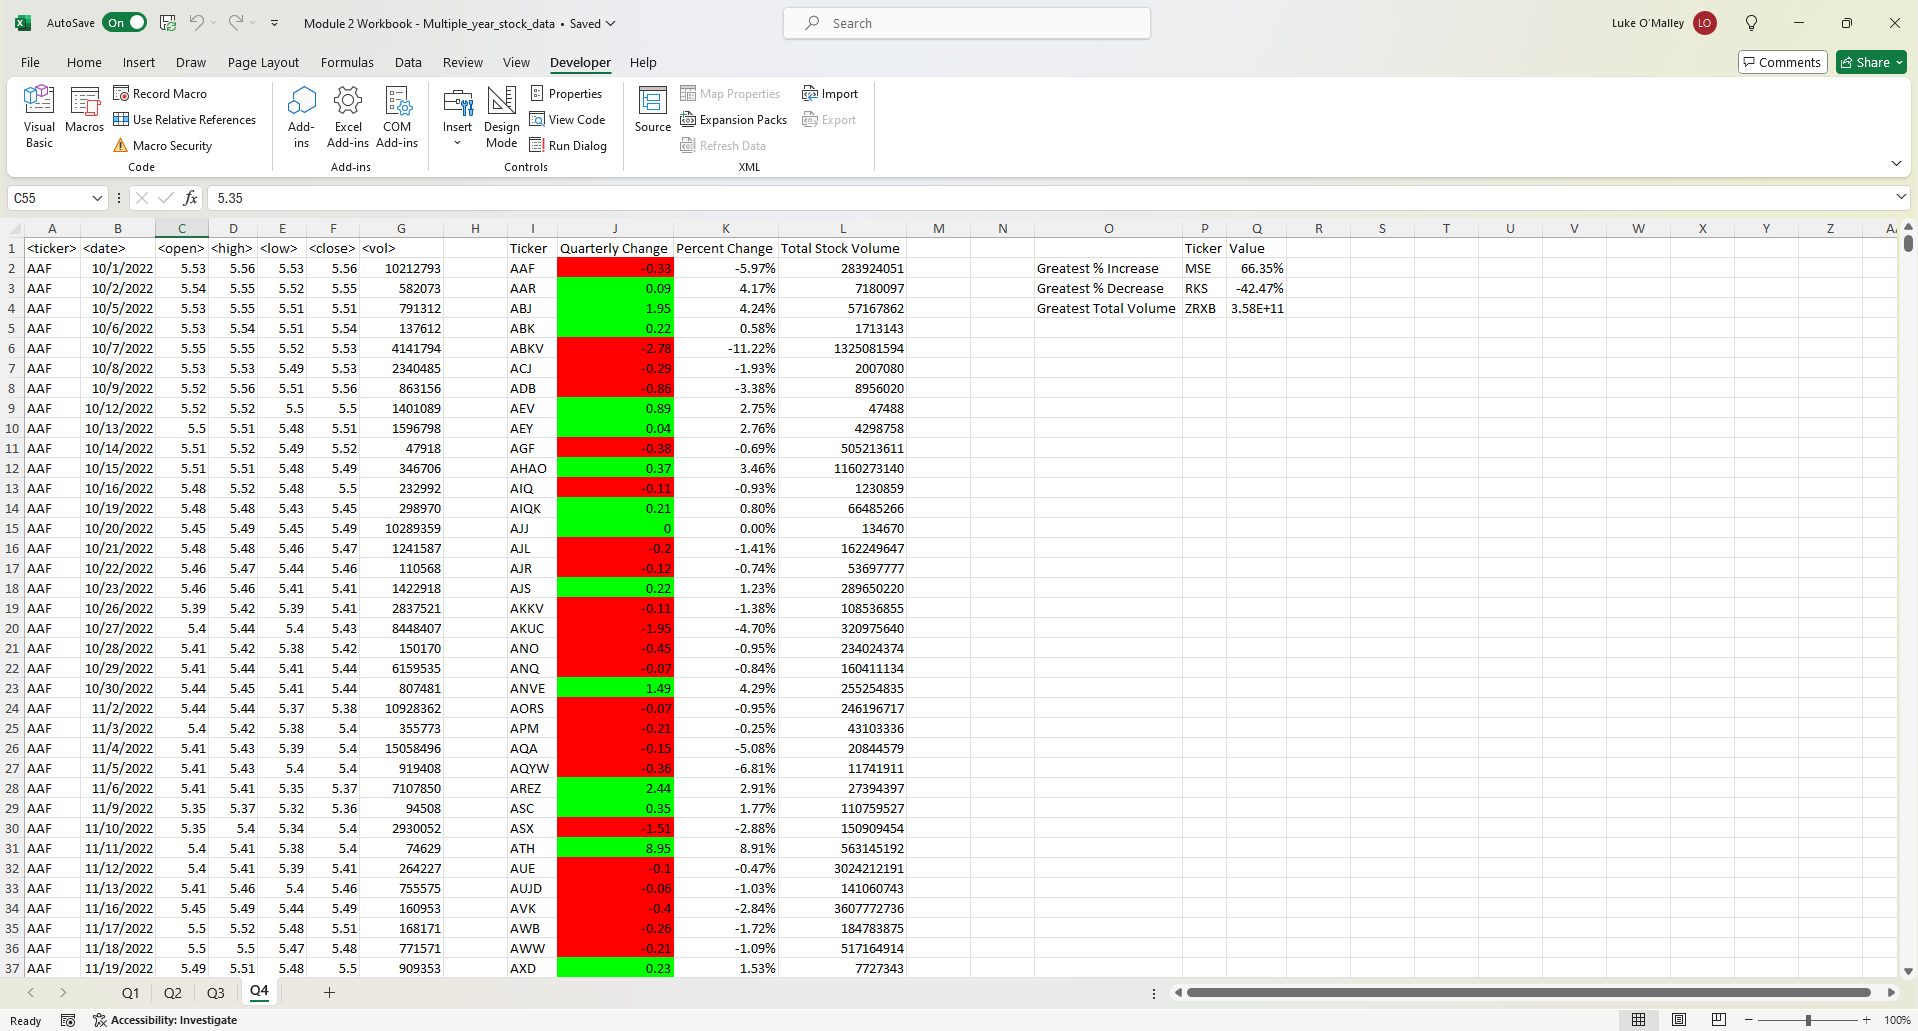 AutoSave On Module 2 Workbook - Multiple_year_stock_data • Saved Search Luke O'Malley LO
File Home Insert Draw Page Layout Formulas Data Review View Developer Help Comments Share
Visual Basic Macros Record Macro Use Relative References Macro Security Code
Add-ins Excel Add-ins COM Add-ins Add-ins
Insert Design Mode Properties View Code Run Dialog Controls
Source Map Properties Expansion Packs Refresh Data Import Export XML
C55 fx 5.35
A B C D E F G H I J K L M N O P Q R S T U V W X Y Z
1 <ticker> <date> <open> <high> <low> <close> <vol> Ticker Quarterly Change Percent Change Total Stock Volume Ticker Value
2 AAF 10/1/2022 5.53 5.56 5.53 5.56 10212793 AAF -0.33 -5.97% 283924051 Greatest % Increase MSE 66.35%
3 AAF 10/2/2022 5.54 5.55 5.52 5.55 582073 AAR 0.09 4.17% 7180097 Greatest % Decrease RKS -42.47%
4 AAF 10/5/2022 5.53 5.55 5.51 5.51 791312 ABJ 1.95 4.24% 57167862 Greatest Total Volume ZRXB 3.58E+11
5 AAF 10/6/2022 5.53 5.54 5.51 5.54 137612 ABK 0.22 0.58% 1713143
6 AAF 10/7/2022 5.55 5.55 5.52 5.53 4141794 ABKV -2.78 -11.22% 1325081594
7 AAF 10/8/2022 5.53 5.53 5.49 5.53 2340485 ACJ -0.29 -1.93% 2007080
8 AAF 10/9/2022 5.52 5.56 5.51 5.56 863156 ADB -0.86 -3.38% 8956020
9 AAF 10/12/2022 5.52 5.52 5.5 5.5 1401089 AEV 0.89 2.75% 47488
10 AAF 10/13/2022 5.5 5.51 5.48 5.51 1596798 AEY 0.04 2.76% 4298758
11 AAF 10/14/2022 5.51 5.52 5.49 5.52 47918 AGF -0.38 -0.69% 505213611
12 AAF 10/15/2022 5.51 5.51 5.48 5.49 346706 AHAO 0.37 3.46% 1160273140
13 AAF 10/16/2022 5.48 5.52 5.48 5.5 232992 AIQ -0.11 -0.93% 1230859
14 AAF 10/19/2022 5.48 5.48 5.43 5.45 298970 AIQK 0.21 0.80% 66485266
15 AAF 10/20/2022 5.45 5.49 5.45 5.49 10289359 AJJ 0 0.00% 134670
16 AAF 10/21/2022 5.48 5.48 5.46 5.47 1241587 AJL -0.2 -1.41% 162249647
17 AAF 10/22/2022 5.46 5.47 5.44 5.46 110568 AJR -0.12 -0.74% 53697777
18 AAF 10/23/2022 5.46 5.46 5.41 5.41 1422918 AJS 0.22 1.23% 289650220
19 AAF 10/26/2022 5.39 5.42 5.39 5.41 2837521 AKKV -0.11 -1.38% 108536855
20 AAF 10/27/2022 5.4 5.44 5.4 5.43 8448407 AKUC -1.95 -4.70% 320975640
21 AAF 10/28/2022 5.41 5.42 5.38 5.42 150170 ANO -0.45 -0.95% 234024374
22 AAF 10/29/2022 5.41 5.44 5.41 5.44 6159535 ANQ -0.07 -0.84% 160411134
23 AAF 10/30/2022 5.44 5.45 5.41 5.44 807481 ANVE 1.49 4.29% 255254835
24 AAF 11/2/2022 5.44 5.44 5.37 5.38 10928362 AORS -0.07 -0.95% 246196717
25 AAF 11/3/2022 5.4 5.42 5.38 5.4 355773 APM -0.21 -0.25% 43103336
26 AAF 11/4/2022 5.41 5.43 5.39 5.4 15058496 AQA -0.15 -5.08% 20844579
27 AAF 11/5/2022 5.41 5.43 5.4 5.4 919408 AQYW -0.36 -6.81% 11741911
28 AAF 11/6/2022 5.41 5.41 5.35 5.37 7107850 AREZ 2.44 2.91% 27394397
29 AAF 11/9/2022 5.35 5.37 5.32 5.36 94508 ASC 0.35 1.77% 110759527
30 AAF 11/10/2022 5.35 5.4 5.34 5.4 2930052 ASX -1.51 -2.88% 150909454
31 AAF 11/11/2022 5.4 5.41 5.38 5.4 74629 ATH 8.95 8.91% 563145192
32 AAF 11/12/2022 5.4 5.41 5.39 5.41 264227 AUE -0.1 -0.47% 3024212191
33 AAF 11/13/2022 5.41 5.46 5.4 5.46 755575 AUJD -0.06 -1.03% 141060743
34 AAF 11/16/2022 5.45 5.49 5.44 5.49 160953 AVK -0.4 -2.84% 3607772736
35 AAF 11/17/2022 5.5 5.52 5.48 5.51 168171 AWB -0.26 -1.72% 184783875
36 AAF 11/18/2022 5.5 5.5 5.47 5.48 771571 AWW -0.21 -1.09% 517164914
37 AAF 11/19/2022 5.49 5.51 5.48 5.5 909353 AXD 0.23 1.53% 7727343
Q1 Q2 Q3 Q4
Ready Accessibility: Investigate 100%